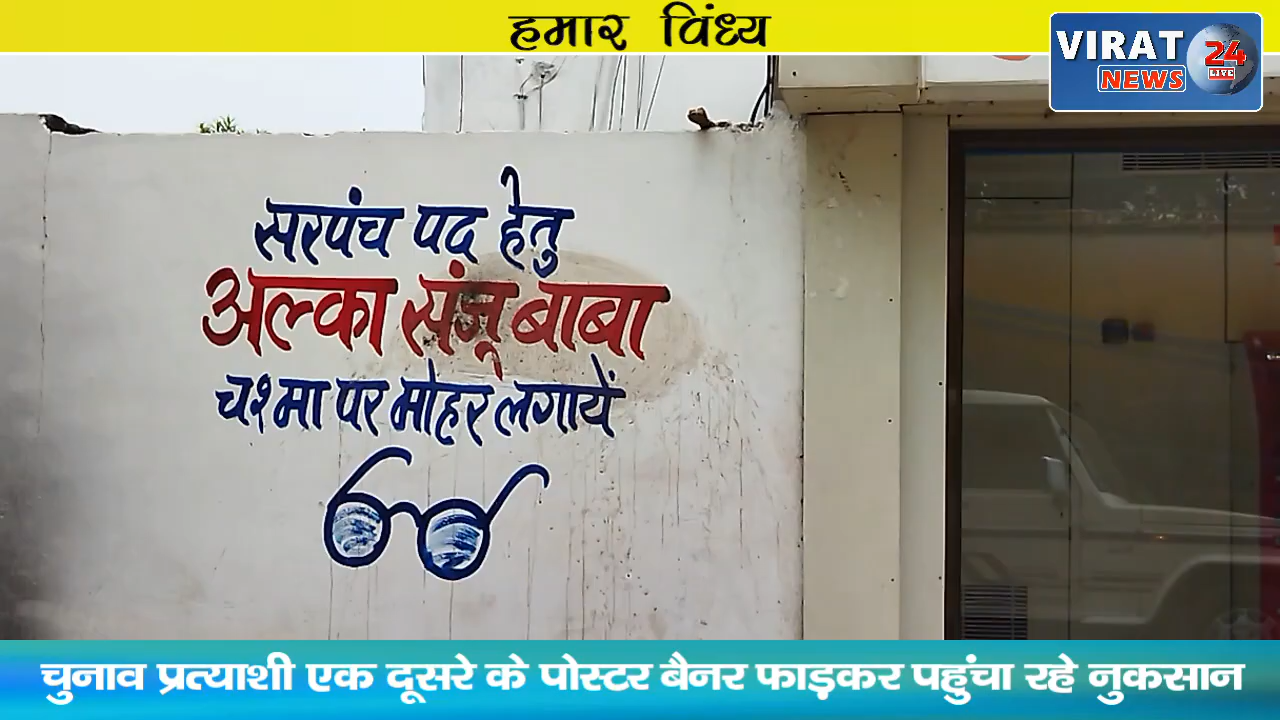 हमार विंध्य
VIRAT 24
NEWS LIVE
सरपंच पद हेतु
अल्का संजू बाबा
चश्मा पर मोहर लगायें
चुनाव प्रत्याशी एक दूसरे के पोस्टर बैनर फाड़कर पहुंचा रहे नुकसान